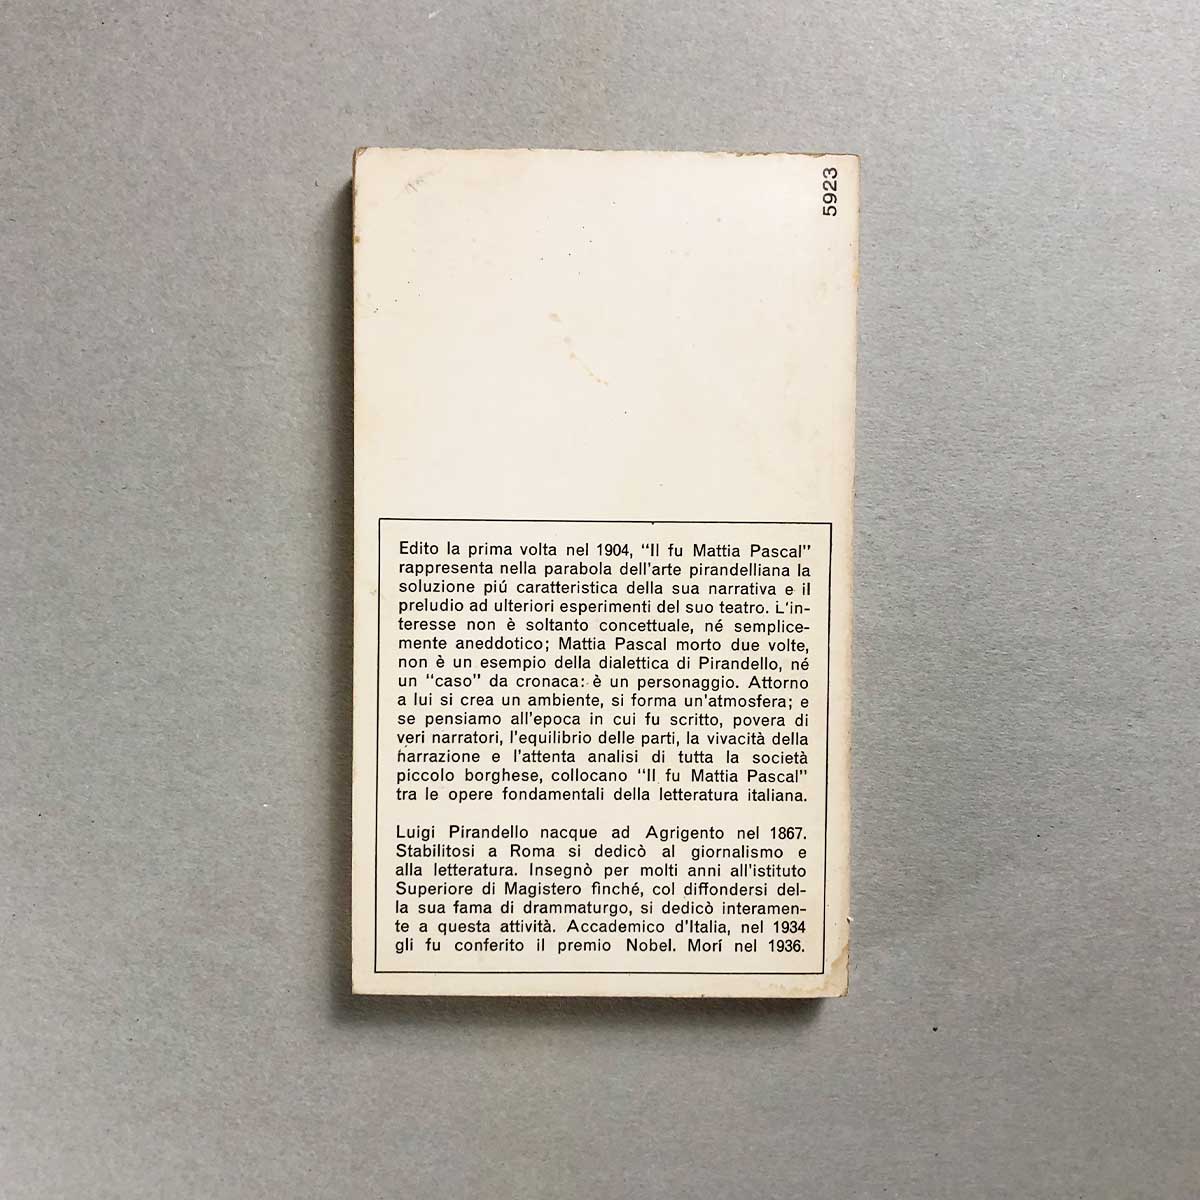 5923
Edito la prima volta nel 1904, “Il fu Mattia Pascal”
rappresenta nella parabola dell'arte pirandelliana la
soluzione piú caratteristica della sua narrativa e il
preludio ad ulteriori esperimenti del suo teatro. L'in-
teresse non è soltanto concettuale, né semplice-
mente aneddotico; Mattia Pascal morto due volte,
non è un esempio della dialettica di Pirandello, né
un “caso” da cronaca: è un personaggio. Attorno
a lui si crea un ambiente, si forma un'atmosfera; e
se pensiamo all'epoca in cui fu scritto, povera di
veri narratori, l'equilibrio delle parti, la vivacità della
narrazione e l'attenta analisi di tutta la società
piccolo borghese, collocano “Il fu Mattia Pascal”
tra le opere fondamentali della letteratura italiana.
Luigi Pirandello nacque ad Agrigento nel 1867.
Stabilitosi a Roma si dedicò al giornalismo e
alla letteratura. Insegnò per molti anni all'istituto
Superiore di Magistero finché, col diffondersi del-
la sua fama di drammaturgo, si dedicò interamen-
te a questa attività. Accademico d'Italia, nel 1934
gli fu conferito il premio Nobel. Morí nel 1936.